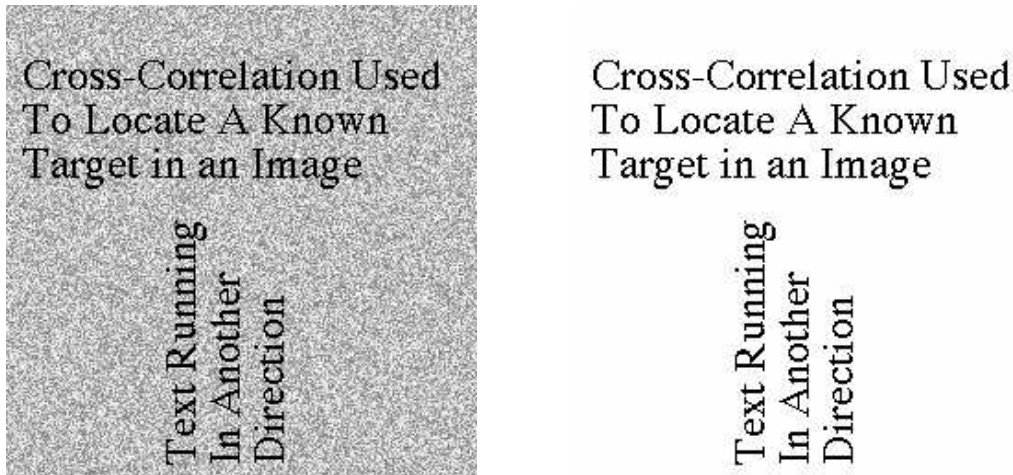 Cross-Correlation Used
To Locate A Known
Target in an Image
Text Running
In Another
Direction
Cross-Correlation Used
To Locate A Known
Target in an Image
Text Running
In Another
Direction